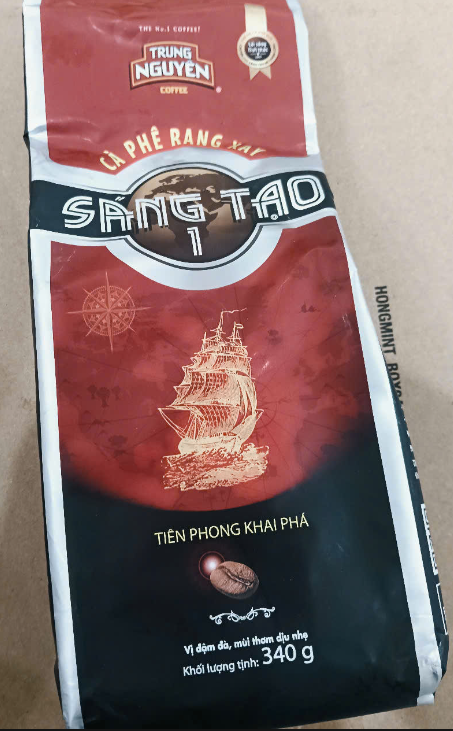 THE No.1 COFFEE!
TRUNG
NGUYÊN
COFFEE
CÀ PHÊ RANG XAY
SÁNG TẠO
1
TIÊN PHONG KHAI PHÁ
Vị đậm đà, mùi thơm dịu nhẹ
Khối lượng tịnh: 340 g
HONGMINT